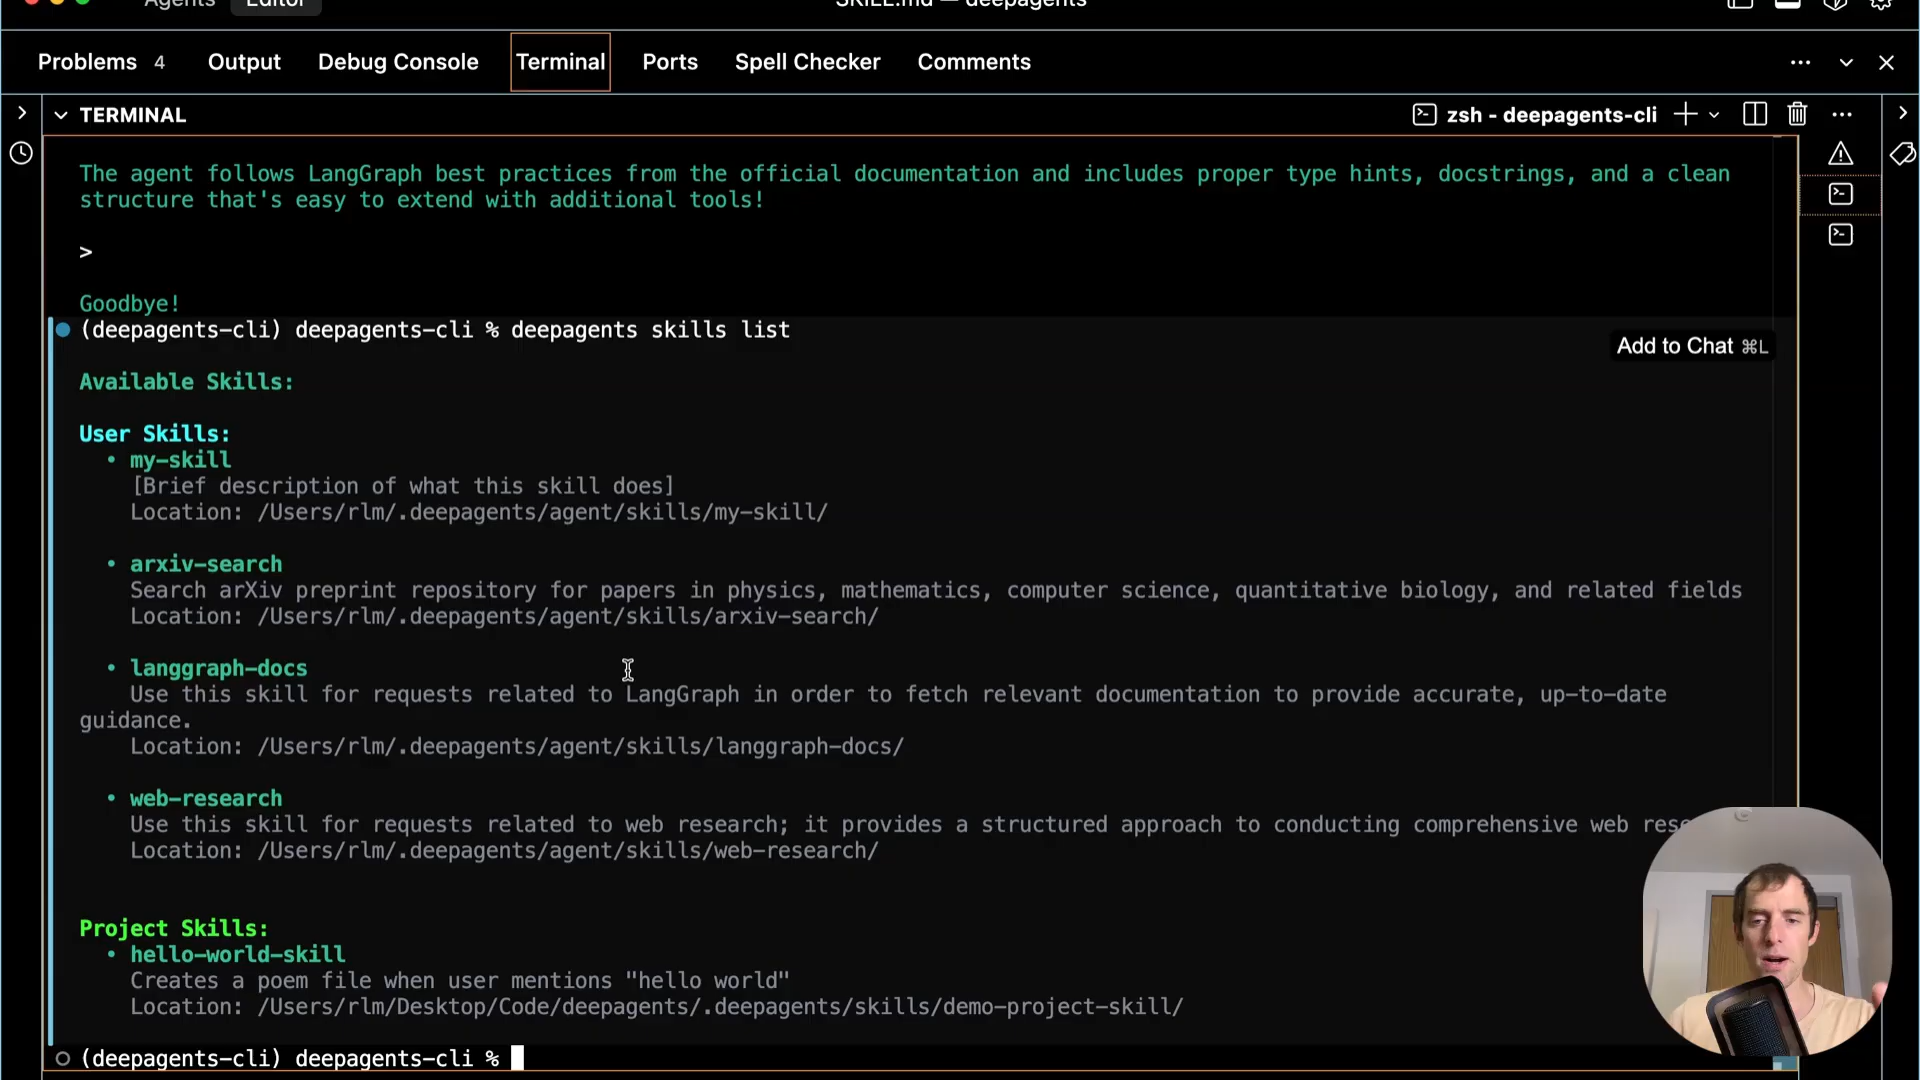 Agents Editor SKILL.md — deepagents
Problems 4 Output Debug Console Terminal Ports Spell Checker Comments
TERMINAL zsh - deepagents-cli
The agent follows LangGraph best practices from the official documentation and includes proper type hints, docstrings, and a clean
structure that's easy to extend with additional tools!
>
Goodbye!
(deepagents-cli) deepagents-cli % deepagents skills list
Add to Chat ⌘L
Available Skills:
User Skills:
• my-skill
[Brief description of what this skill does]
Location: /Users/rlm/.deepagents/agent/skills/my-skill/
• arxiv-search
Search arXiv preprint repository for papers in physics, mathematics, computer science, quantitative biology, and related fields
Location: /Users/rlm/.deepagents/agent/skills/arxiv-search/
• langgraph-docs
Use this skill for requests related to LangGraph in order to fetch relevant documentation to provide accurate, up-to-date
guidance.
Location: /Users/rlm/.deepagents/agent/skills/langgraph-docs/
• web-research
Use this skill for requests related to web research; it provides a structured approach to conducting comprehensive web
Location: /Users/rlm/.deepagents/agent/skills/web-research/
Project Skills:
• hello-world-skill
Creates a poem file when user mentions "hello world"
Location: /Users/rlm/Desktop/Code/deepagents/.deepagents/skills/demo-project-skill/
(deepagents-cli) deepagents-cli %